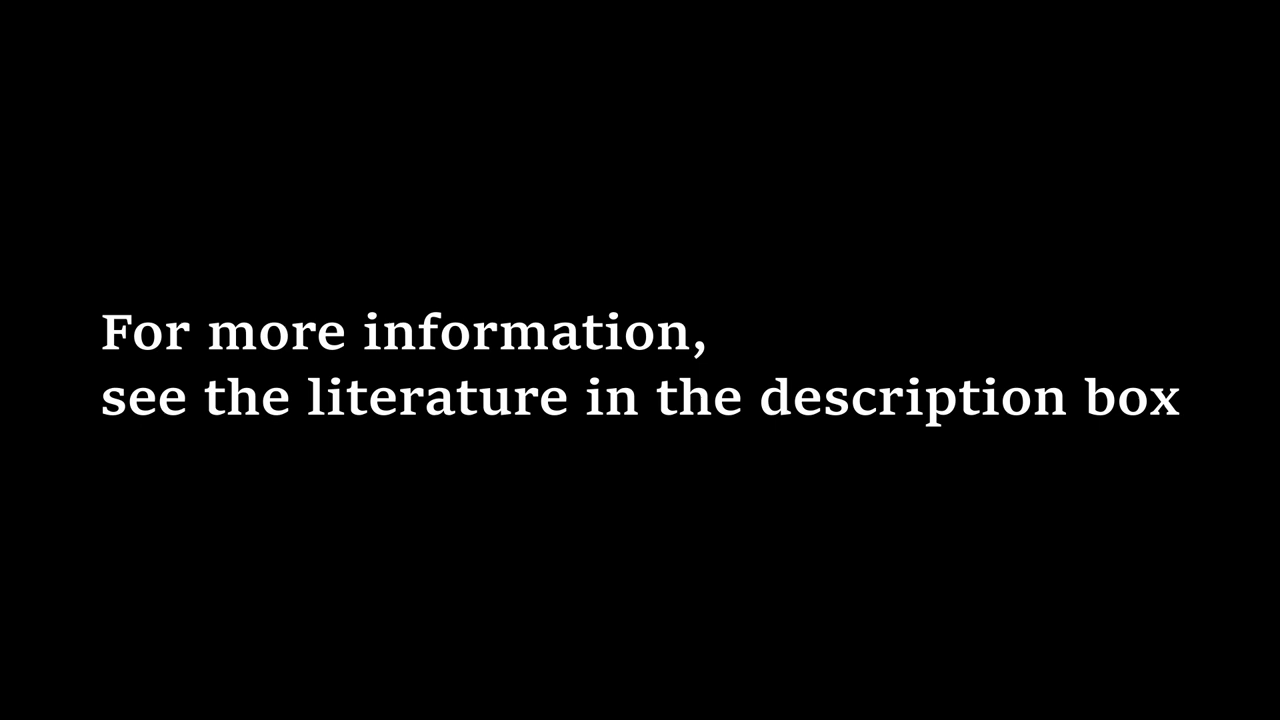 For more information,
see the literature in the description box